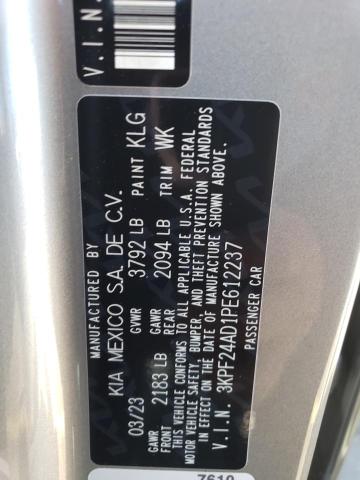 V.I.N.
MANUFACTURED BY
KIA MEXICO S.A. DE C.V.
03/23 GVWR 3792 LB PAINT KLG
GAWR FRONT 2183 LB GAWR REAR 2094 LB TRIM WK
THIS VEHICLE CONFORMS TO ALL APPLICABLE U.S.A. FEDERAL
MOTOR VEHICLE SAFETY, BUMPER, AND THEFT PREVENTION STANDARDS
IN EFFECT ON THE DATE OF MANUFACTURE SHOWN ABOVE.
V.I.N. 3KPF24AD1PE612237
PASSENGER CAR